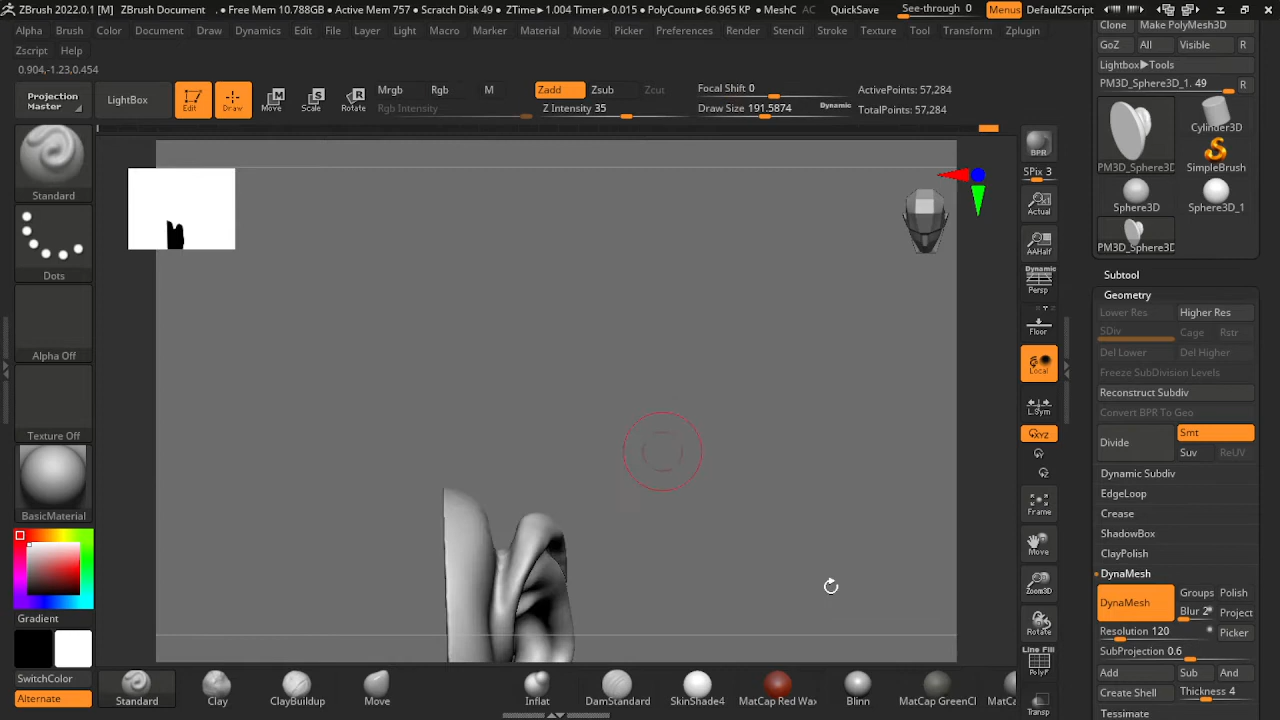 ZBrush 2022.0.1 [M] ZBrush Document . • Free Mem 10.788GB • Active Mem 757 • Scratch Disk 49 • ZTime▸1.004 Timer▸0.015 • PolyCount▸66.965 KP • MeshC AC QuickSave See-through 0 Menus DefaultZScript
Alpha Brush Color Document Draw Dynamics Edit File Layer Light Macro Marker Material Movie Picker Preferences Render Stencil Stroke Texture Tool Transform Zplugin
Zscript Help
0.904,-1.23,0.454
Projection Master
LightBox
Edit
Draw
Move
Scale
Rotate
Mrgb Rgb M
Rgb Intensity
Zadd Zsub Zcut
Z Intensity 35
Focal Shift 0
Draw Size 191.5874 Dynamic
ActivePoints: 57,284
TotalPoints: 57,284
Standard
Dots
Alpha Off
Texture Off
BasicMaterial
Gradient
SwitchColor
Alternate
BPR
SPix 3
Actual
AAHalf
Dynamic
Persp
Floor
Local
L.Sym
XYZ
Frame
Move
Zoom3D
Rotate
Line Fill
PolyF
Transp
Clone Make PolyMesh3D
GoZ All Visible R
Lightbox▸Tools
PM3D_Sphere3D_1. 49 R
Cylinder3D
PM3D_Sphere3D
SimpleBrush
Sphere3D Sphere3D_1
PM3D_Sphere3D
Subtool
Geometry
Lower Res Higher Res
SDiv Cage Rstr
Del Lower Del Higher
Freeze SubDivision Levels
Reconstruct Subdiv
Convert BPR To Geo
Divide Smt
Suv ReUV
Dynamic Subdiv
EdgeLoop
Crease
ShadowBox
ClayPolish
DynaMesh
DynaMesh Groups Polish
Blur 2 Project
Resolution 120 Picker
SubProjection 0.6
Add Sub And
Create Shell Thickness 4
Tessimate
Standard Clay ClayBuildup Move Inflat DamStandard SkinShade4 MatCap Red Wax Blinn MatCap GreenCl MatCa